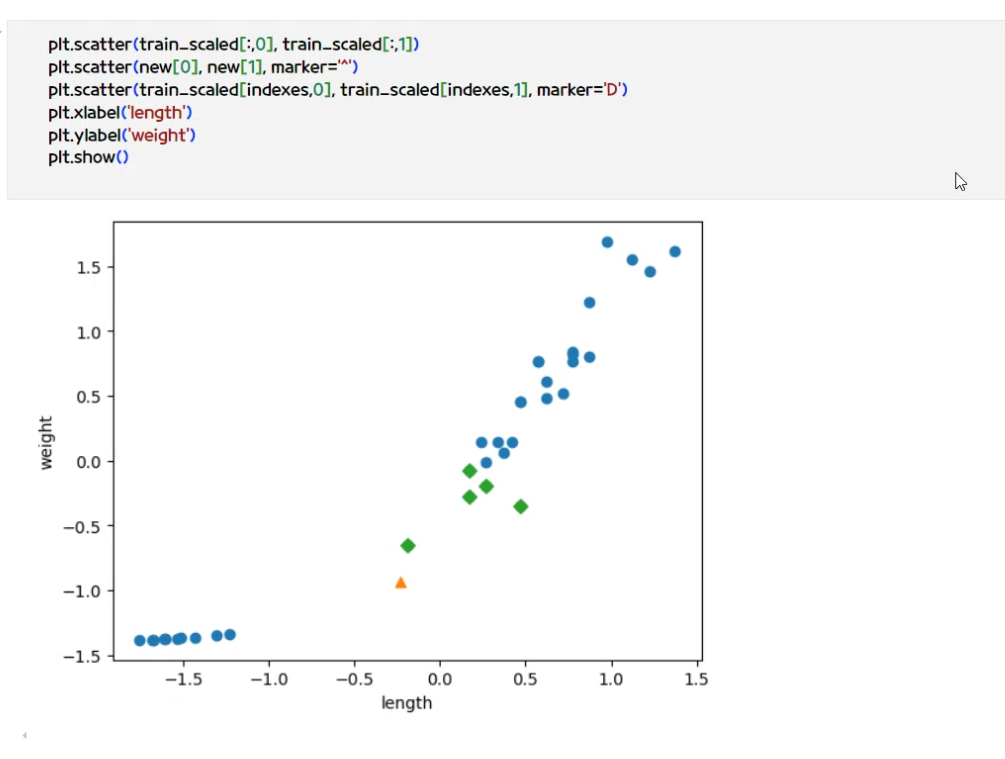 plt.scatter(train_scaled[:,0], train_scaled[:,1])
plt.scatter(new[0], new[1], marker='^')
plt.scatter(train_scaled[indexes,0], train_scaled[indexes,1], marker='D')
plt.xlabel('length')
plt.ylabel('weight')
plt.show()
1.5
1.0
0.5
0.0
−0.5
−1.0
−1.5
weight
−1.5 −1.0 −0.5 0.0 0.5 1.0 1.5
length